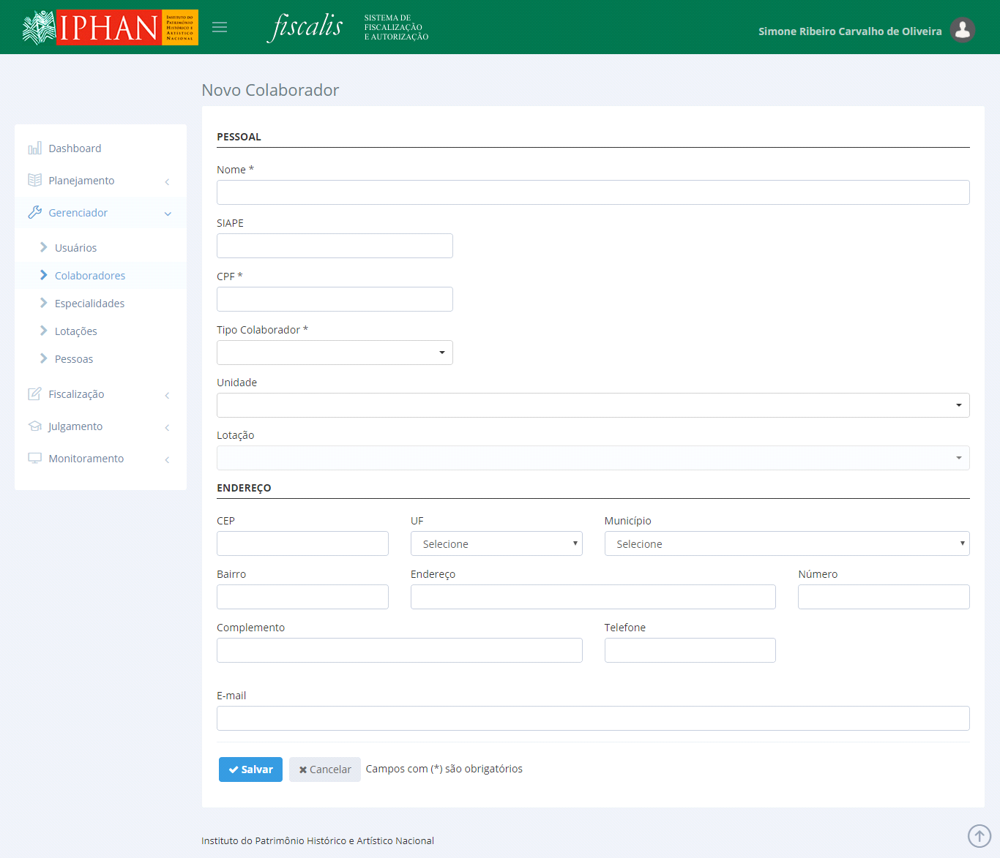 IPHAN
INSTITUTO DO
PATRIMÔNIO
HISTÓRICO E
ARTÍSTICO
NACIONAL
fiscalis
SISTEMA DE
FISCALIZAÇÃO
E AUTORIZAÇÃO
Simone Ribeiro Carvalho de Oliveira
Novo Colaborador
Dashboard
Planejamento
Gerenciador
Usuários
Colaboradores
Especialidades
Lotações
Pessoas
Fiscalização
Julgamento
Monitoramento
PESSOAL
Nome *
SIAPE
CPF *
Tipo Colaborador *
Unidade
Lotação
ENDEREÇO
CEP UF Município
Selecione Selecione
Bairro Endereço Número
Complemento Telefone
E-mail
Salvar Cancelar Campos com (*) são obrigatórios
Instituto do Patrimônio Histórico e Artístico Nacional